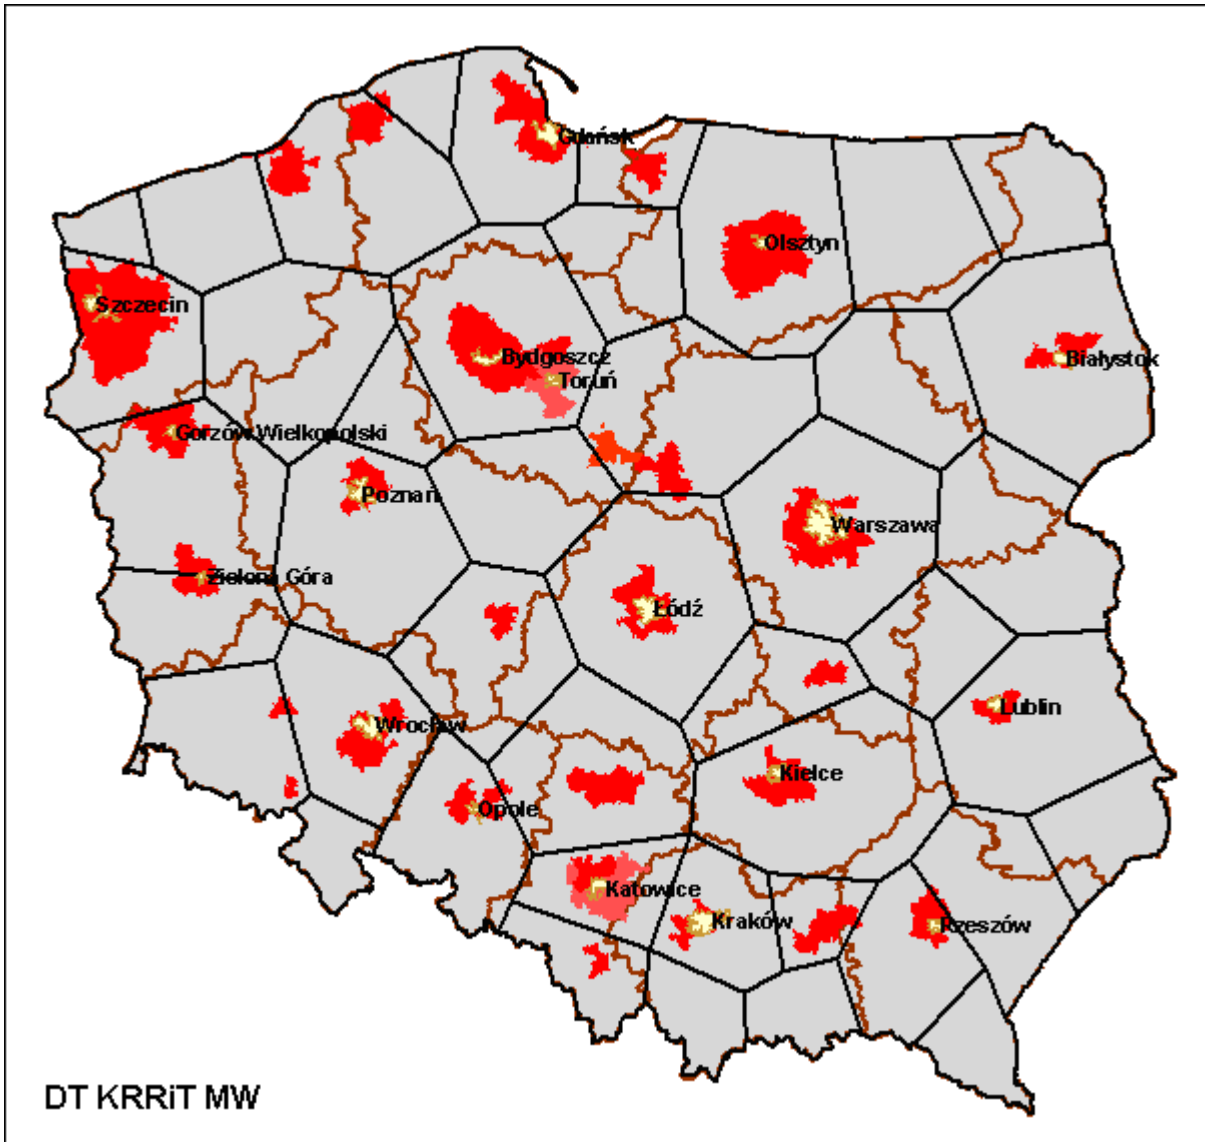 Gdańsk
Olsztyn
Szczecin
Bydgoszcz
Białystok
Toruń
Gorzów Wielkopolski
Poznań
Warszawa
Zielona Góra
Łódź
Lublin
Wrocław
Kielce
Opole
Katowice
Kraków
Rzeszów
DT KRRiT MW